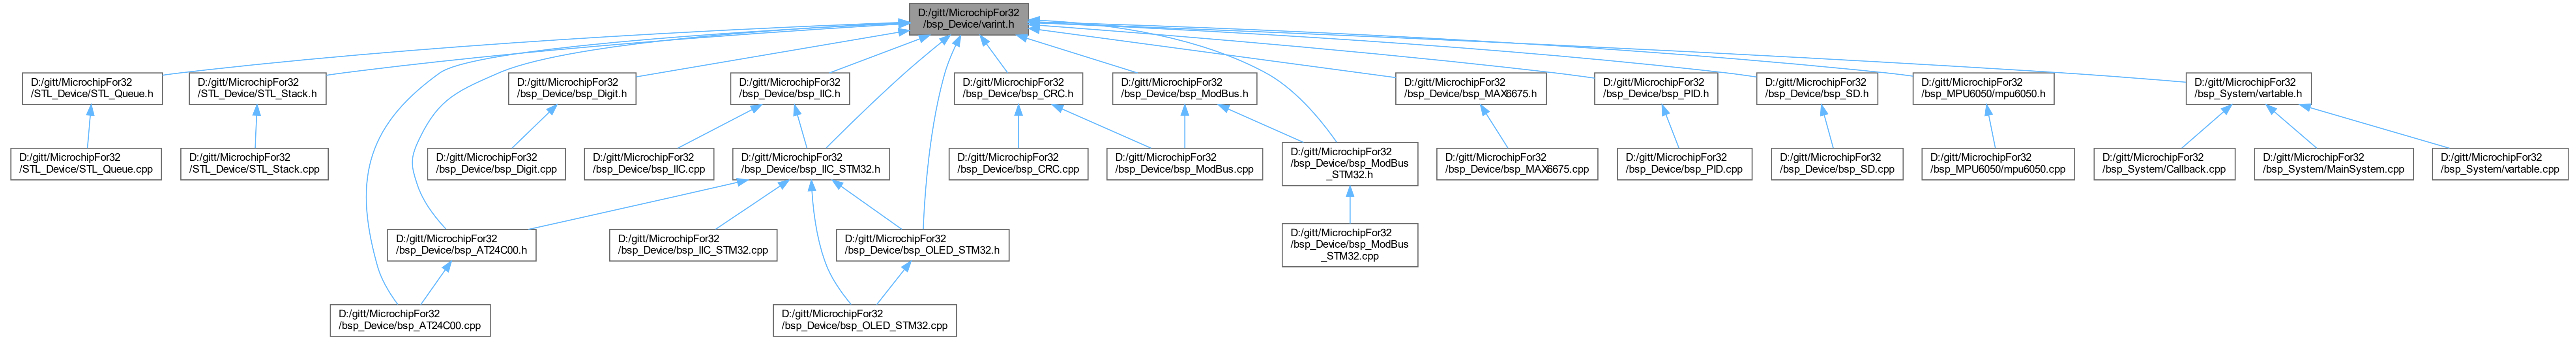 D:/gitt/MicrochipFor32
/bsp_Device/varint.h
D:/gitt/MicrochipFor32
/STL_Device/STL_Queue.h
D:/gitt/MicrochipFor32
/STL_Device/STL_Stack.h
D:/gitt/MicrochipFor32
/bsp_Device/bsp_Digit.h
D:/gitt/MicrochipFor32
/bsp_Device/bsp_IIC.h
D:/gitt/MicrochipFor32
/bsp_Device/bsp_CRC.h
D:/gitt/MicrochipFor32
/bsp_Device/bsp_ModBus.h
D:/gitt/MicrochipFor32
/bsp_Device/bsp_MAX6675.h
D:/gitt/MicrochipFor32
/bsp_Device/bsp_PID.h
D:/gitt/MicrochipFor32
/bsp_Device/bsp_SD.h
D:/gitt/MicrochipFor32
/bsp_MPU6050/mpu6050.h
D:/gitt/MicrochipFor32
/bsp_System/vartable.h
D:/gitt/MicrochipFor32
/STL_Device/STL_Queue.cpp
D:/gitt/MicrochipFor32
/STL_Device/STL_Stack.cpp
D:/gitt/MicrochipFor32
/bsp_Device/bsp_Digit.cpp
D:/gitt/MicrochipFor32
/bsp_Device/bsp_IIC.cpp
D:/gitt/MicrochipFor32
/bsp_Device/bsp_IIC_STM32.h
D:/gitt/MicrochipFor32
/bsp_Device/bsp_CRC.cpp
D:/gitt/MicrochipFor32
/bsp_Device/bsp_ModBus.cpp
D:/gitt/MicrochipFor32
/bsp_Device/bsp_ModBus
_STM32.h
D:/gitt/MicrochipFor32
/bsp_Device/bsp_MAX6675.cpp
D:/gitt/MicrochipFor32
/bsp_Device/bsp_PID.cpp
D:/gitt/MicrochipFor32
/bsp_Device/bsp_SD.cpp
D:/gitt/MicrochipFor32
/bsp_MPU6050/mpu6050.cpp
D:/gitt/MicrochipFor32
/bsp_System/Callback.cpp
D:/gitt/MicrochipFor32
/bsp_System/MainSystem.cpp
D:/gitt/MicrochipFor32
/bsp_System/vartable.cpp
D:/gitt/MicrochipFor32
/bsp_Device/bsp_AT24C00.h
D:/gitt/MicrochipFor32
/bsp_Device/bsp_IIC_STM32.cpp
D:/gitt/MicrochipFor32
/bsp_Device/bsp_OLED_STM32.h
D:/gitt/MicrochipFor32
/bsp_Device/bsp_ModBus
_STM32.cpp
D:/gitt/MicrochipFor32
/bsp_Device/bsp_AT24C00.cpp
D:/gitt/MicrochipFor32
/bsp_Device/bsp_OLED_STM32.cpp